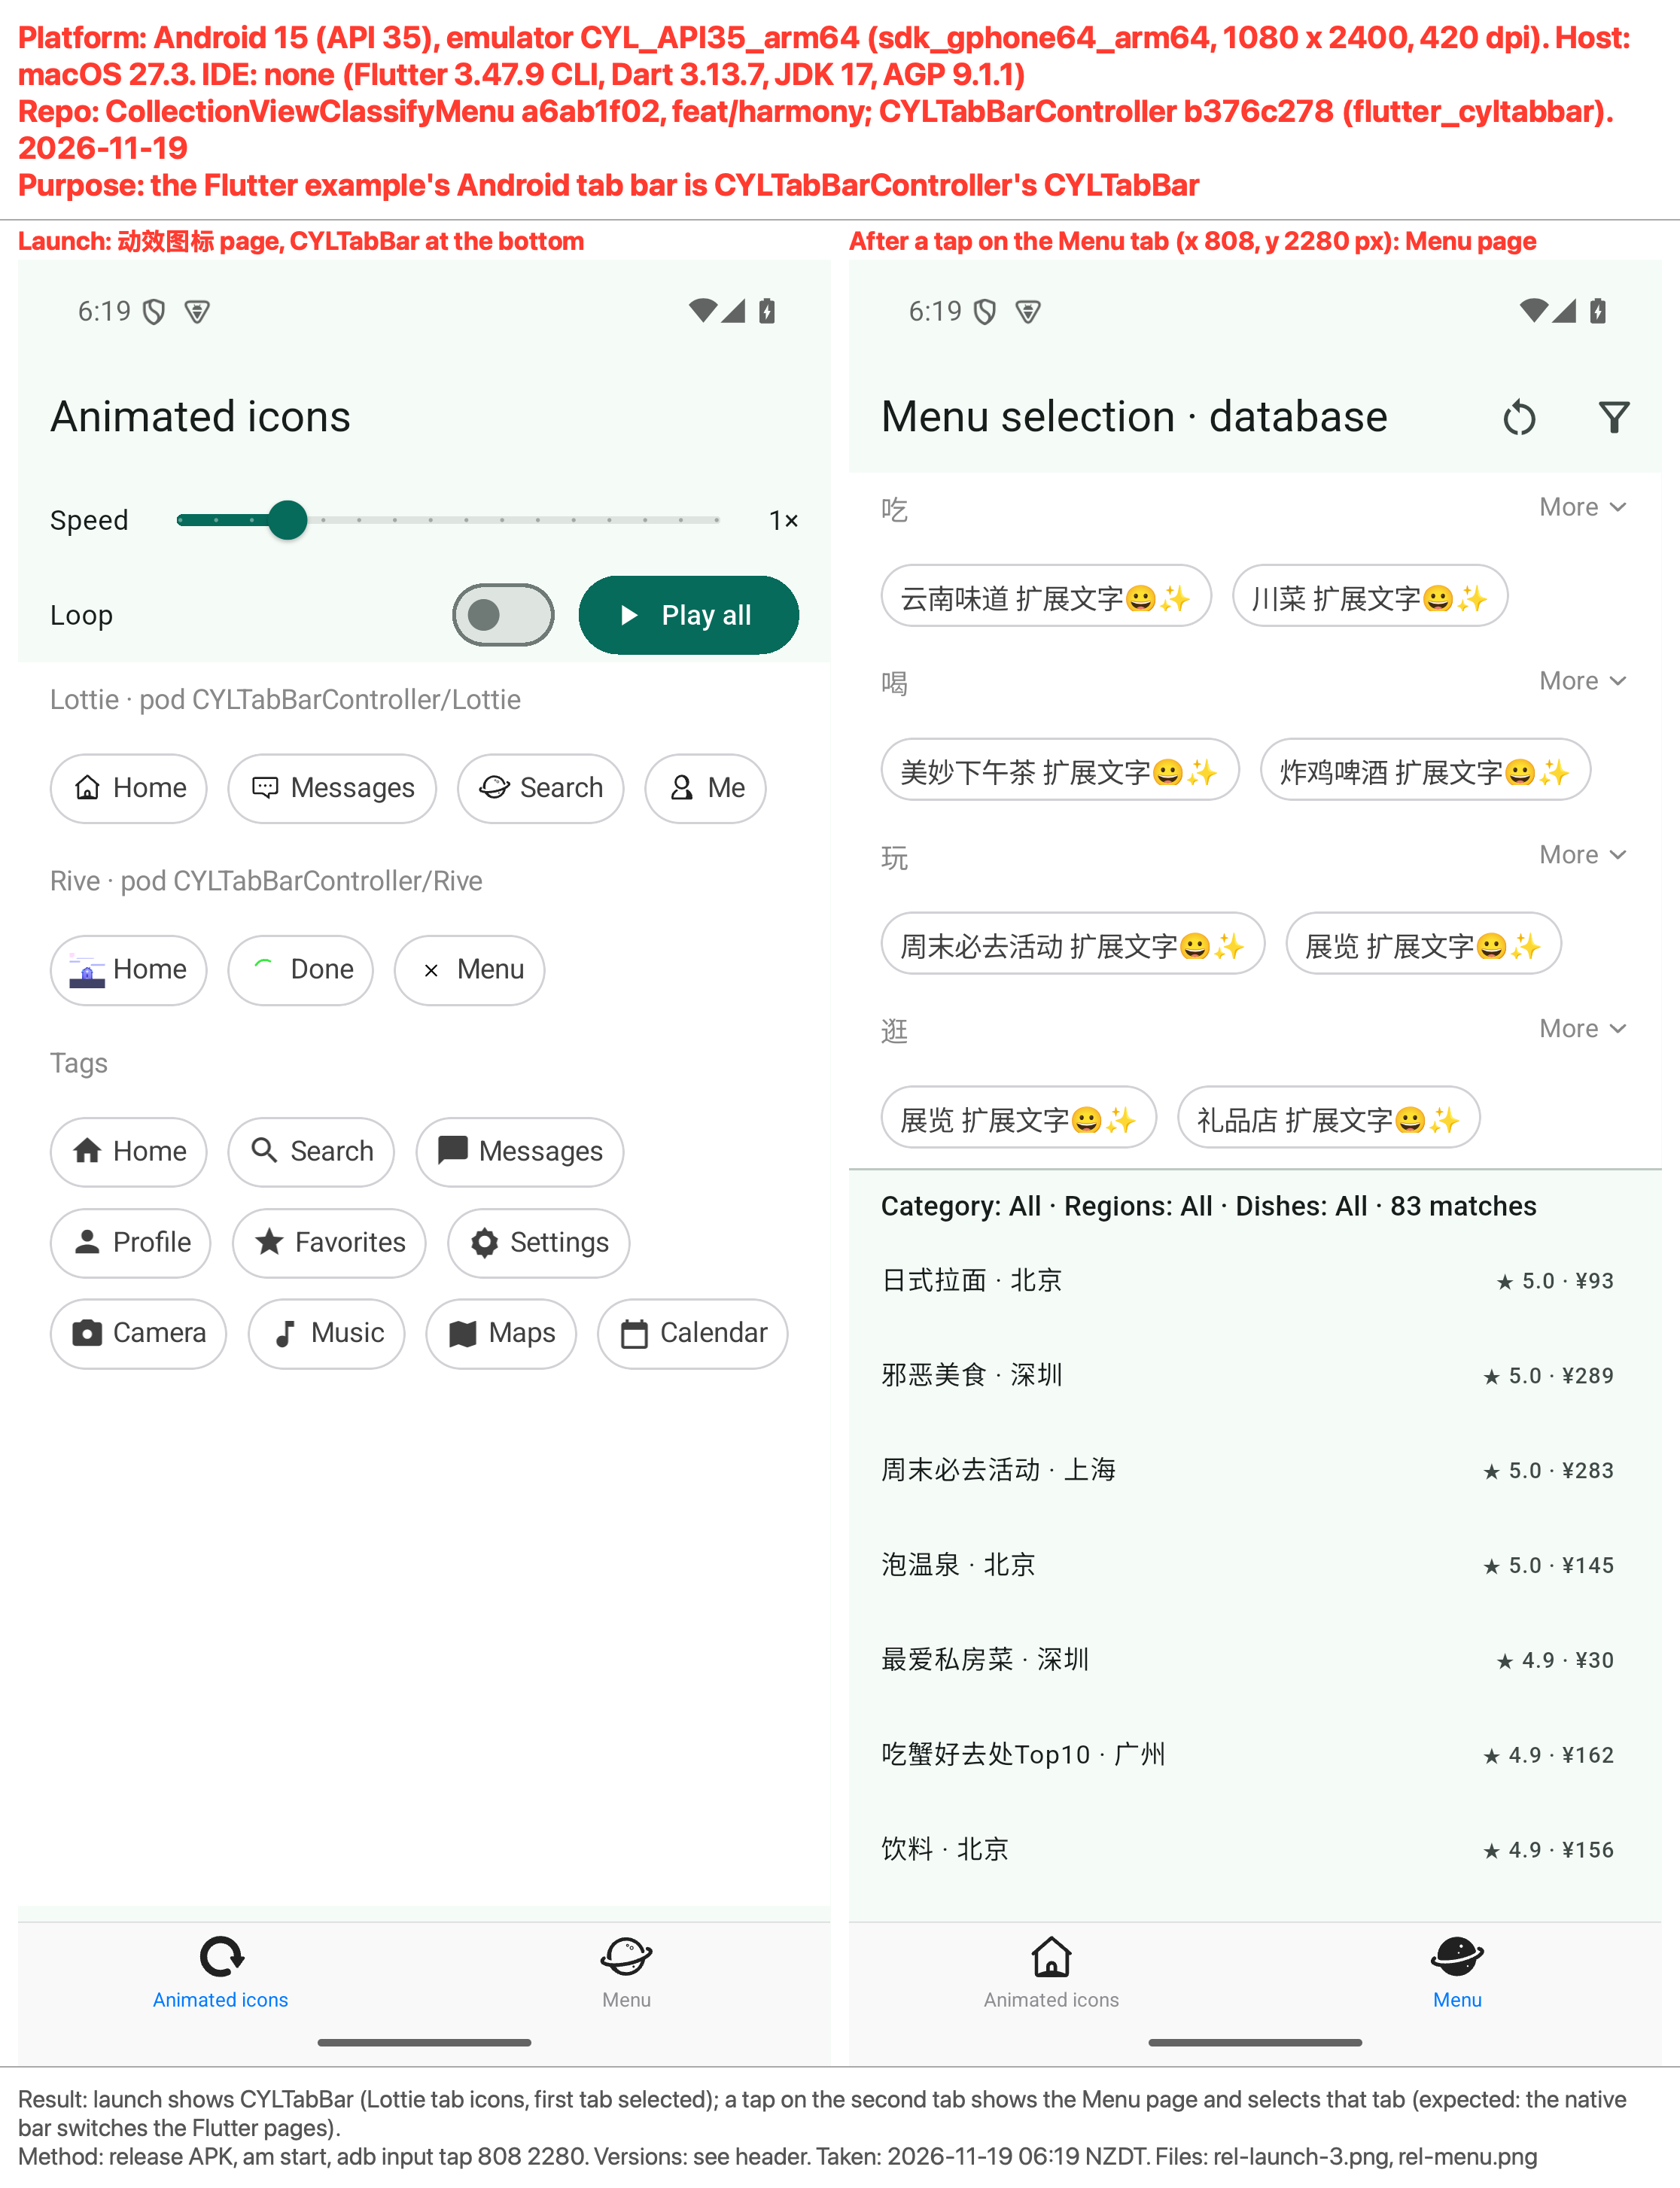 Platform: Android 15 (API 35), emulator CYL_API35_arm64 (sdk_gphone64_arm64, 1080 x 2400, 420 dpi). Host:
macOS 27.3. IDE: none (Flutter 3.47.9 CLI, Dart 3.13.7, JDK 17, AGP 9.1.1)
Repo: CollectionViewClassifyMenu a6ab1f02, feat/harmony; CYLTabBarController b376c278 (flutter_cyltabbar).
2026-11-19
Purpose: the Flutter example's Android tab bar is CYLTabBarController's CYLTabBar
Launch: 动效图标 page, CYLTabBar at the bottom
6:19
Animated icons
Speed 1×
Loop Play all
Lottie · pod CYLTabBarController/Lottie
Home Messages Search Me
Rive · pod CYLTabBarController/Rive
Home Done Menu
Tags
Home Search Messages
Profile Favorites Settings
Camera Music Maps Calendar
Animated icons Menu
After a tap on the Menu tab (x 808, y 2280 px): Menu page
6:19
Menu selection · database
吃 More
云南味道 扩展文字😀✨ 川菜 扩展文字😀✨
喝 More
美妙下午茶 扩展文字😀✨ 炸鸡啤酒 扩展文字😀✨
玩 More
周末必去活动 扩展文字😀✨ 展览 扩展文字😀✨
逛 More
展览 扩展文字😀✨ 礼品店 扩展文字😀✨
Category: All · Regions: All · Dishes: All · 83 matches
日式拉面 · 北京 ★ 5.0 · ¥93
邪恶美食 · 深圳 ★ 5.0 · ¥289
周末必去活动 · 上海 ★ 5.0 · ¥283
泡温泉 · 北京 ★ 5.0 · ¥145
最爱私房菜 · 深圳 ★ 4.9 · ¥30
吃蟹好去处Top10 · 广州 ★ 4.9 · ¥162
饮料 · 北京 ★ 4.9 · ¥156
Animated icons Menu
Result: launch shows CYLTabBar (Lottie tab icons, first tab selected); a tap on the second tab shows the Menu page and selects that tab (expected: the native
bar switches the Flutter pages).
Method: release APK, am start, adb input tap 808 2280. Versions: see header. Taken: 2026-11-19 06:19 NZDT. Files: rel-launch-3.png, rel-menu.png